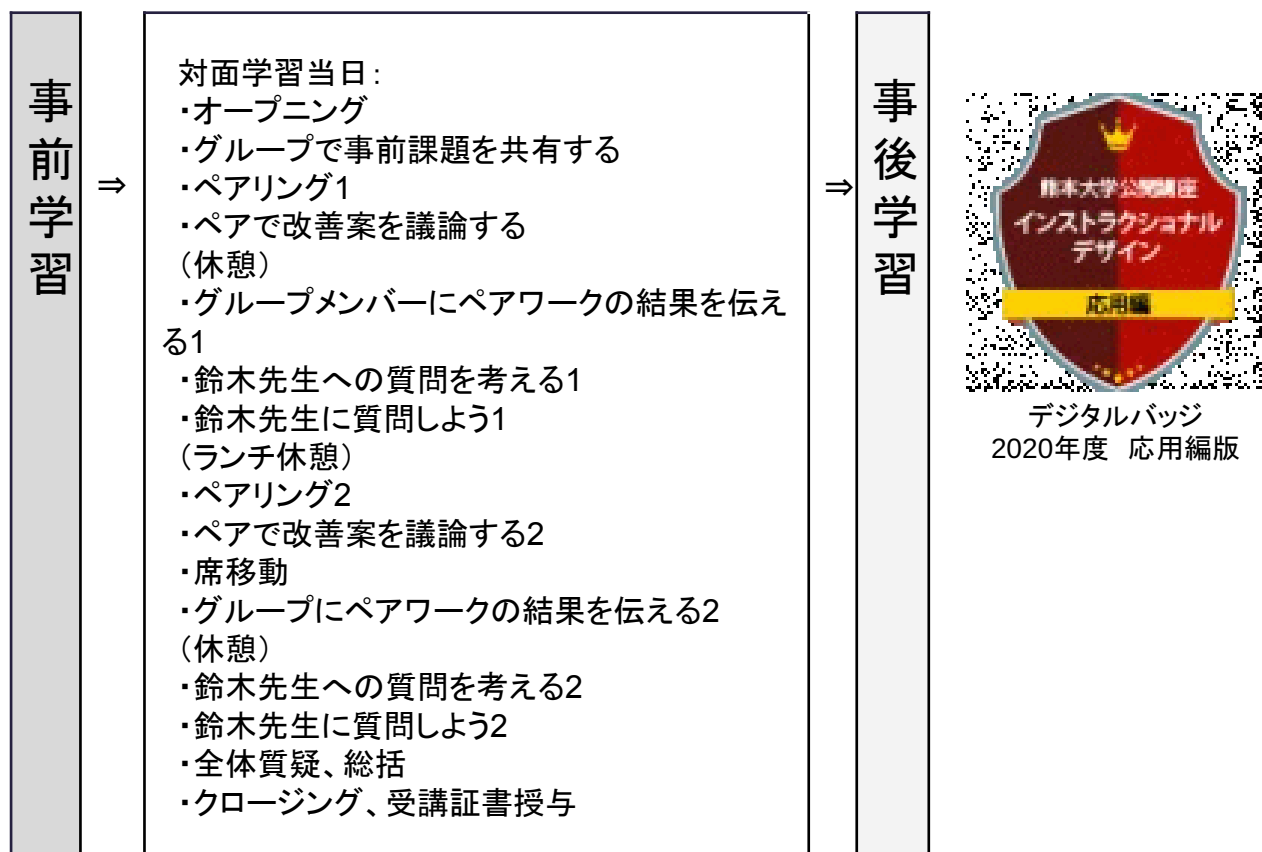 事前学習
⇒
対面学習当日：
・オープニング
・グループで事前課題を共有する
・ペアリング1
・ペアで改善案を議論する
（休憩）
・グループメンバーにペアワークの結果を伝え
る1
・鈴木先生への質問を考える1
・鈴木先生に質問しよう1
（ランチ休憩）
・ペアリング2
・ペアで改善案を議論する2
・席移動
・グループにペアワークの結果を伝える2
（休憩）
・鈴木先生への質問を考える2
・鈴木先生に質問しよう2
・全体質疑、総括
・クロージング、受講証書授与
⇒
事後学習
熊本大学公開講座
インストラクショナル
デザイン
応用編
デジタルバッジ
2020年度　応用編版